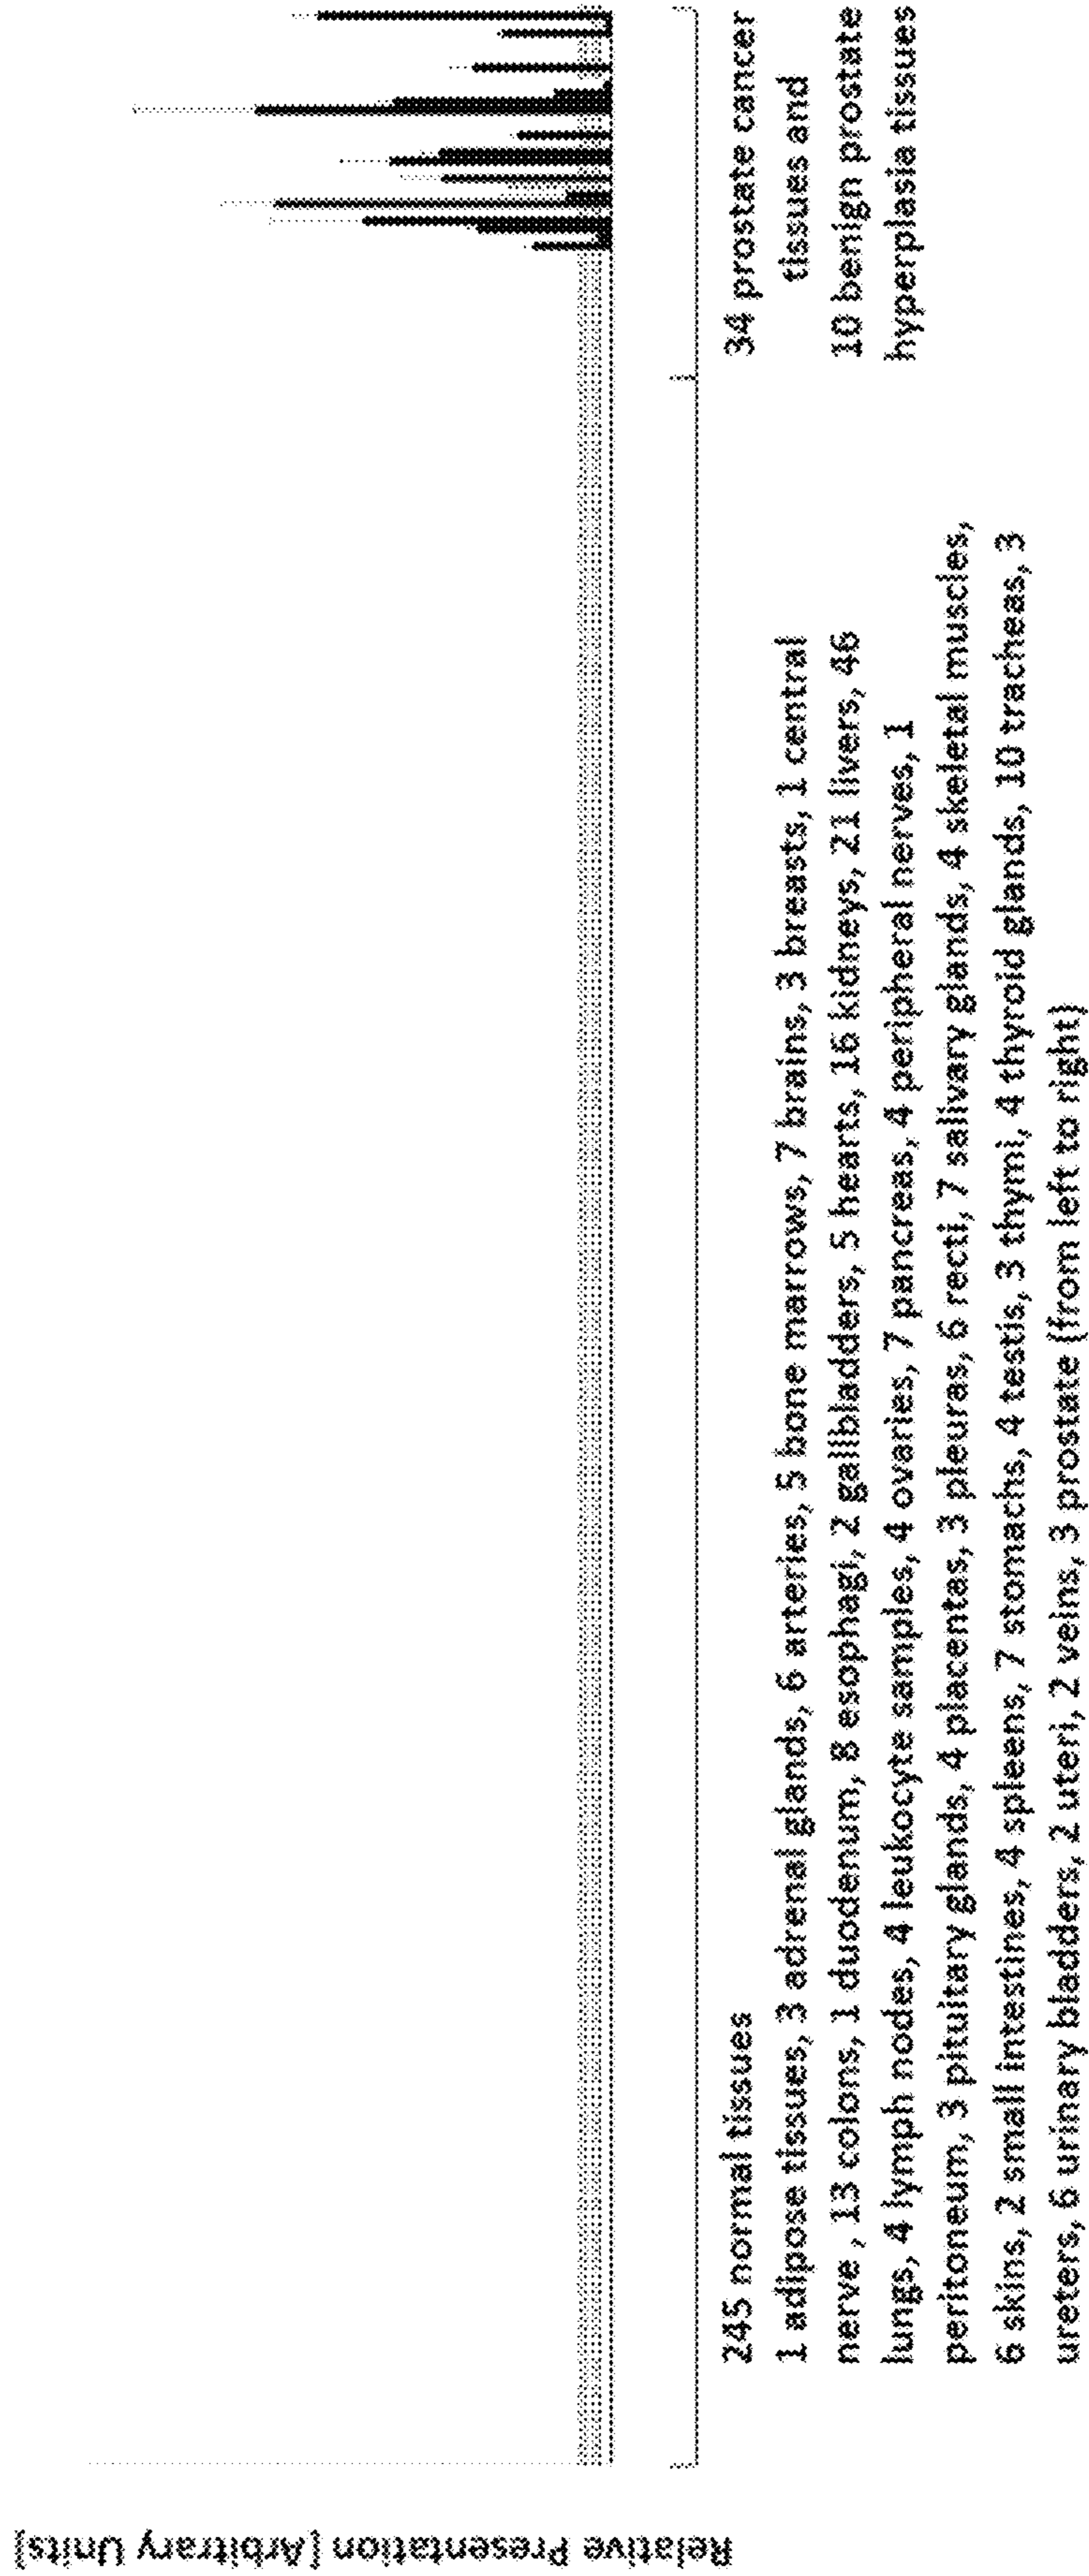 Relative Presentation [Arbitrary Units]
245 normal tissues
1 adipose tissues, 3 adrenal glands, 6 arteries, 5 bone marrows, 7 brains, 3 breasts, 1 central
nerve , 13 colons, 1 duodenum, 8 esophagi, 2 gallbladders, 5 hearts, 16 kidneys, 21 livers, 46
lungs, 4 lymph nodes, 4 leukocyte samples, 4 ovaries, 7 pancreas, 4 peripheral nerves, 1
peritoneum, 3 pituitary glands, 4 placentas, 3 pleuras, 6 recti, 7 salivary glands, 4 skeletal muscles,
6 skins, 2 small intestines, 4 spleens, 7 stomachs, 4 testis, 3 thymi, 4 thyroid glands, 10 tracheas, 3
ureters, 6 urinary bladders, 2 uteri, 2 veins, 3 prostate (from left to right)
34 prostate cancer
tissues and
10 benign prostate
hyperplasia tissues